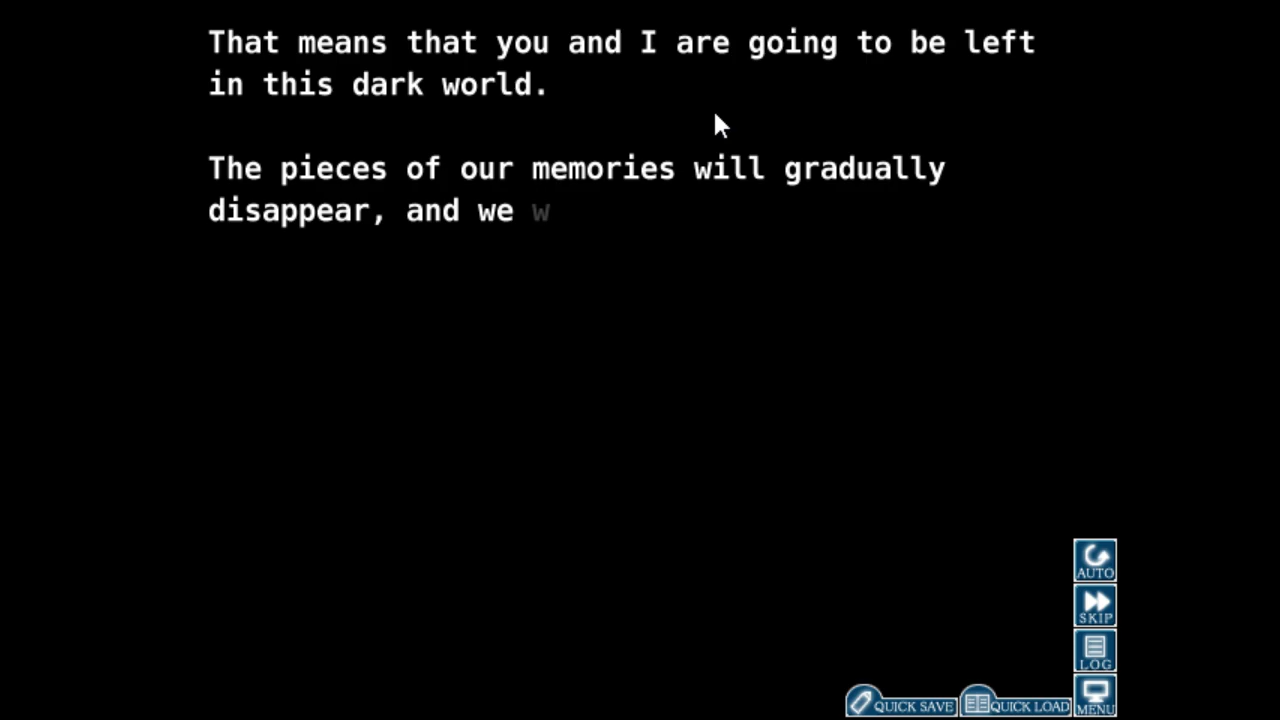 That means that you and I are going to be left
in this dark world.
The pieces of our memories will gradually
disappear, and we w
AUTO
SKIP
LOG
QUICK SAVE
QUICK LOAD
MENU